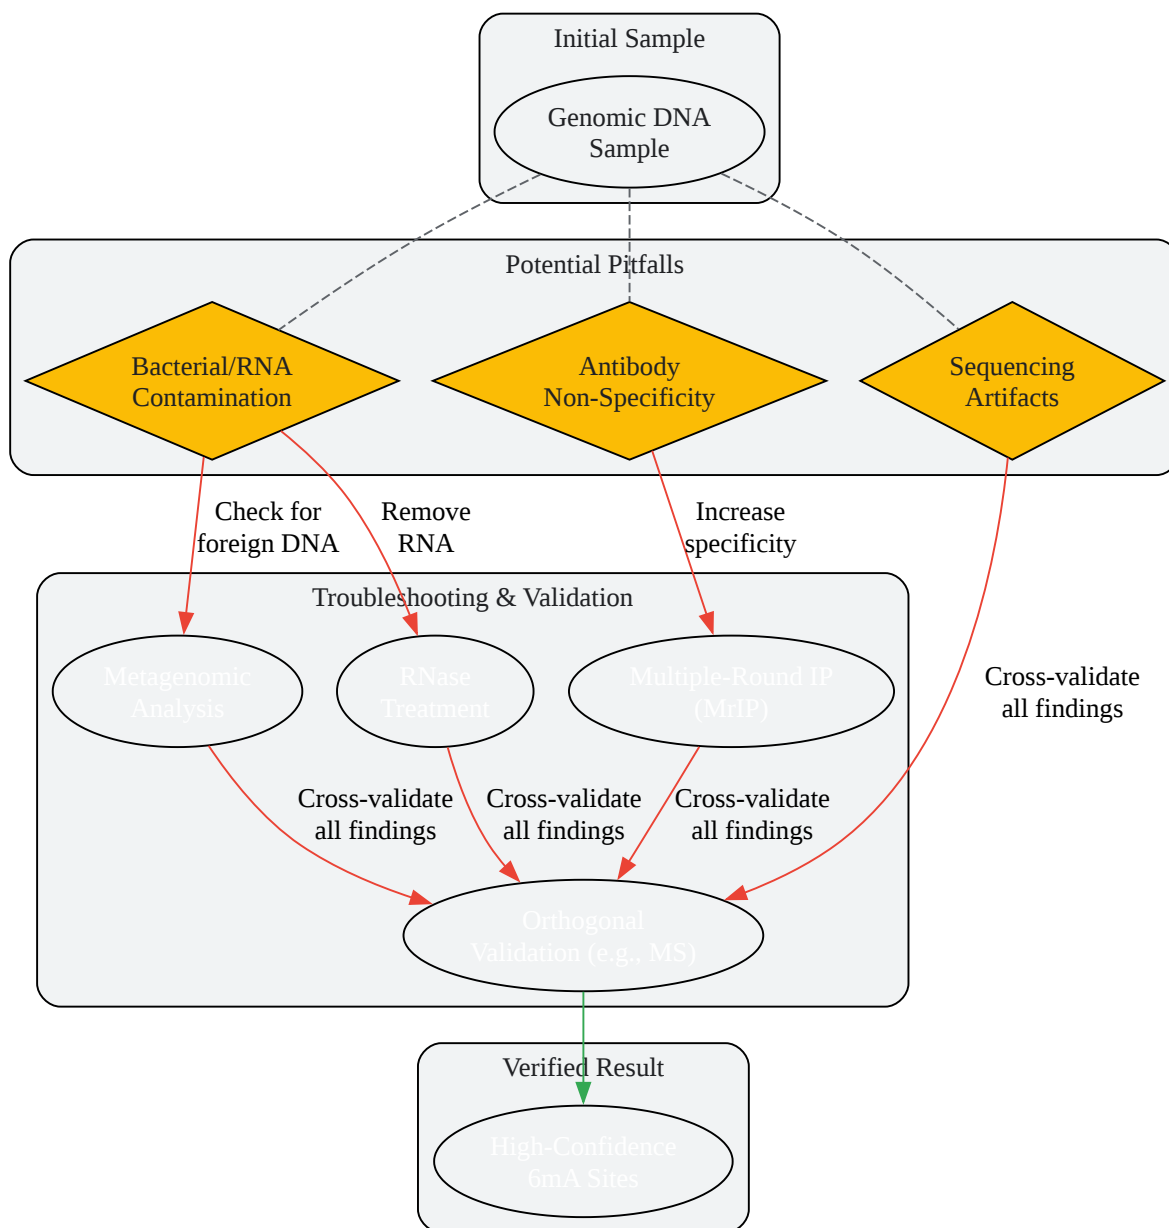 Initial Sample
Genomic DNA
Sample
Potential Pitfalls
Bacterial/RNA
Contamination
Antibody
Non-Specificity
Sequencing
Artifacts
Check for
foreign DNA
Remove
RNA
Increase
specificity
Troubleshooting & Validation
Metagenomic
Analysis
RNase
Treatment
Multiple-Round IP
(MrIP)
Cross-validate
all findings
Cross-validate
all findings
Cross-validate
all findings
Cross-validate
all findings
Orthogonal
Validation (e.g., MS)
Verified Result
High-Confidence
6mA Sites